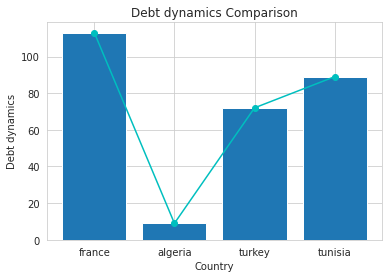 Debt dynamics Comparison
Debt dynamics
100
80
60
40
20
0
france algeria turkey tunisia
Country